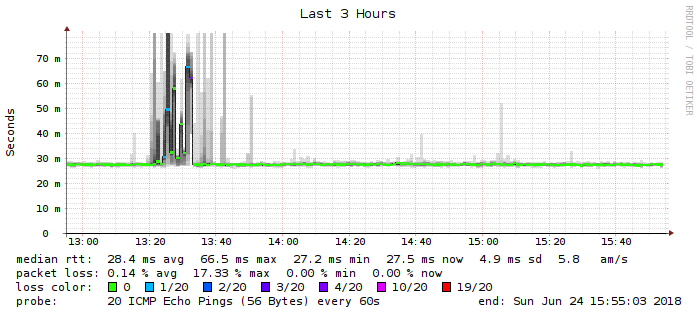 Last 3 Hours
RRDTOOL / TOBI OETIKER
Seconds
70 m
60 m
50 m
40 m
30 m
20 m
10 m
0
13:00 13:20 13:40 14:00 14:20 14:40 15:00 15:20 15:40
median rtt: 28.4 ms avg 66.5 ms max 27.2 ms min 27.5 ms now 4.9 ms sd 5.8 am/s
packet loss: 0.14 % avg 17.33 % max 0.00 % min 0.00 % now
loss color: 0 1/20 2/20 3/20 4/20 10/20 19/20
probe: 20 ICMP Echo Pings (56 Bytes) every 60s end: Sun Jun 24 15:55:03 2018